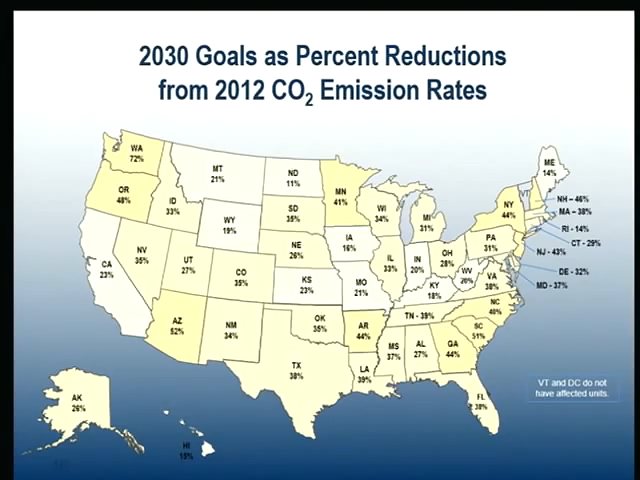 2030 Goals as Percent Reductions
from 2012 CO2 Emission Rates
WA
72%
OR
48%
CA
23%
NV
35%
ID
33%
MT
21%
WY
19%
UT
27%
AZ
52%
CO
35%
NM
34%
ND
11%
SD
35%
NE
26%
KS
23%
OK
35%
TX
38%
MN
41%
IA
16%
MO
21%
AR
44%
LA
39%
WI
34%
IL
33%
MI
31%
IN
20%
OH
28%
KY
18%
TN - 39%
MS
37%
AL
27%
GA
44%
FL
38%
SC
51%
NC
40%
VA
38%
WV
20%
PA
31%
NY
44%
VT
ME
14%
NH - 46%
MA - 38%
RI - 14%
CT - 29%
NJ - 43%
DE - 32%
MD - 37%
AK
26%
HI
15%
VT and DC do not
have affected units.